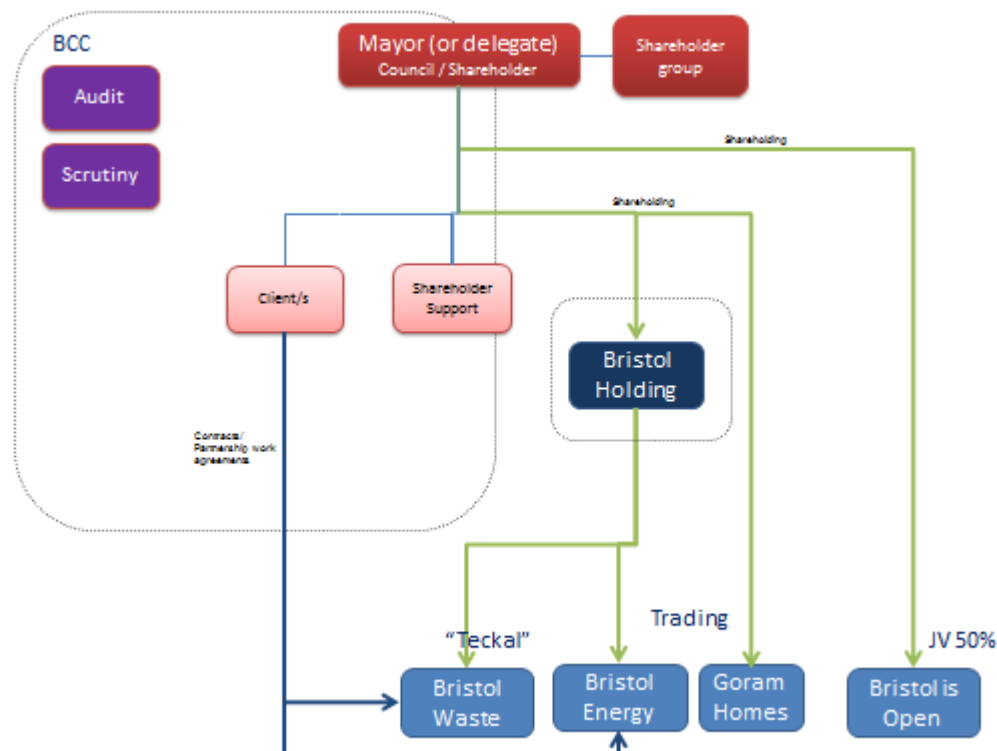 BCC
Mayor (or delegate)
Council / Shareholder
Shareholder
group
Audit
Scrutiny
Shareholding
Shareholding
Client/s
Shareholder
Support
Bristol
Holding
Contracts/
Partnership work
agreements
Trading
“Teckal”
JV 50%
Bristol
Waste
Bristol
Energy
Goram
Homes
Bristol is
Open